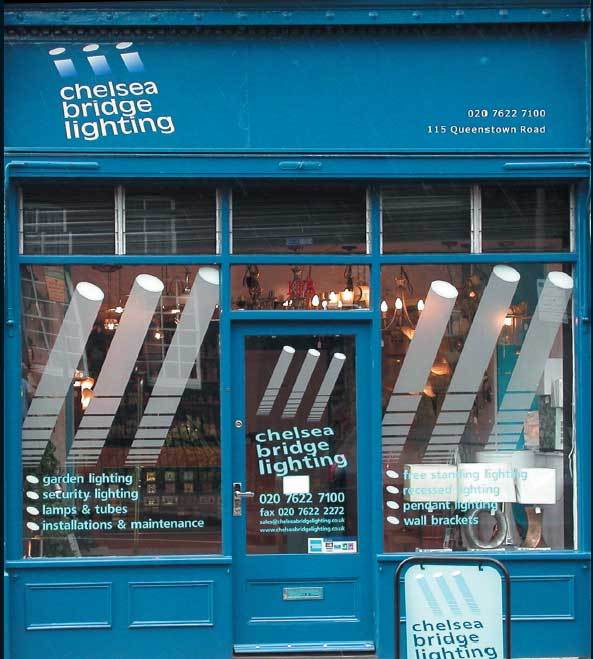 chelsea
bridge
lighting
020 7622 7100
115 Queenstown Road
chelsea
bridge
lighting
020 7622 7100
fax 020 7622 2272
sales@chelseabridgelighting.co.uk
www.chelseabridgelighting.co.uk
garden lighting
security lighting
lamps & tubes
installations & maintenance
free standing lighting
recessed lighting
pendant lighting
wall brackets
chelsea
bridge
lighting